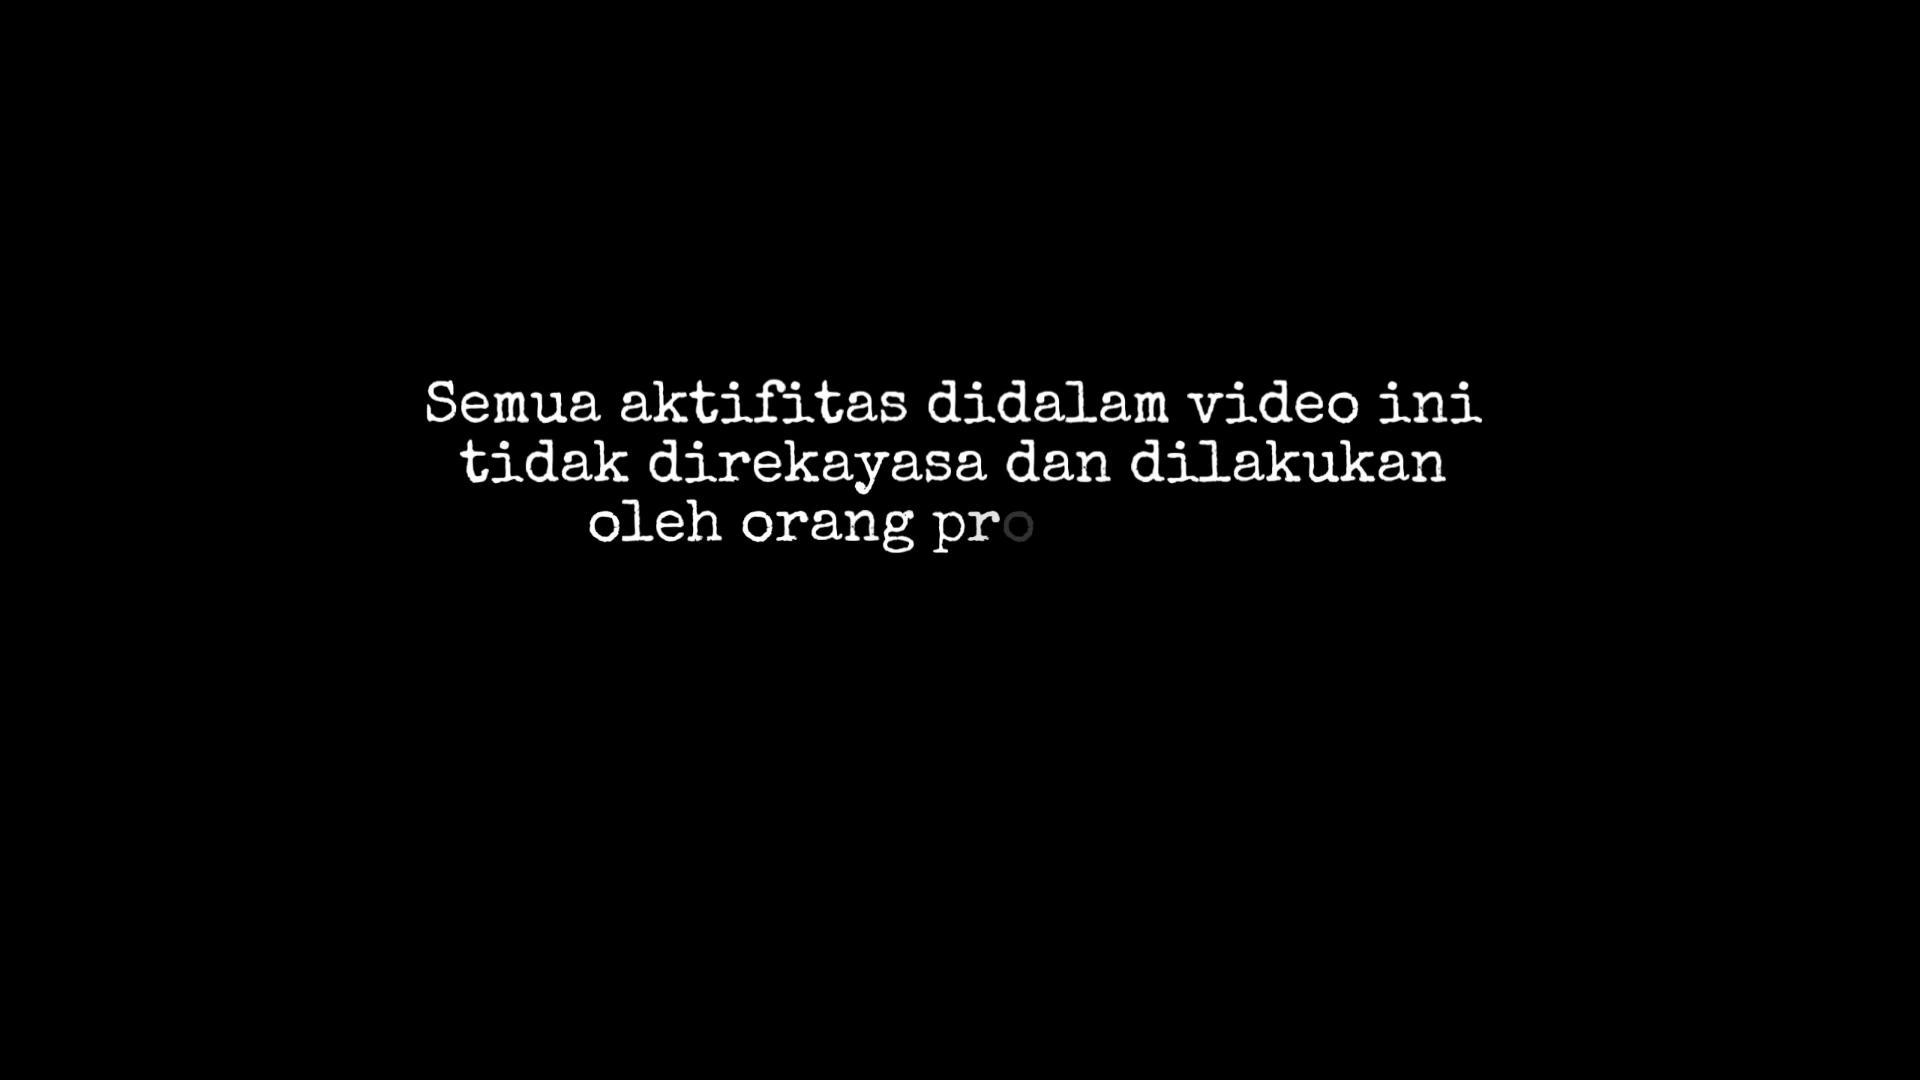 Semua aktifitas didalam video ini
tidak direkayasa dan dilakukan
oleh orang pro